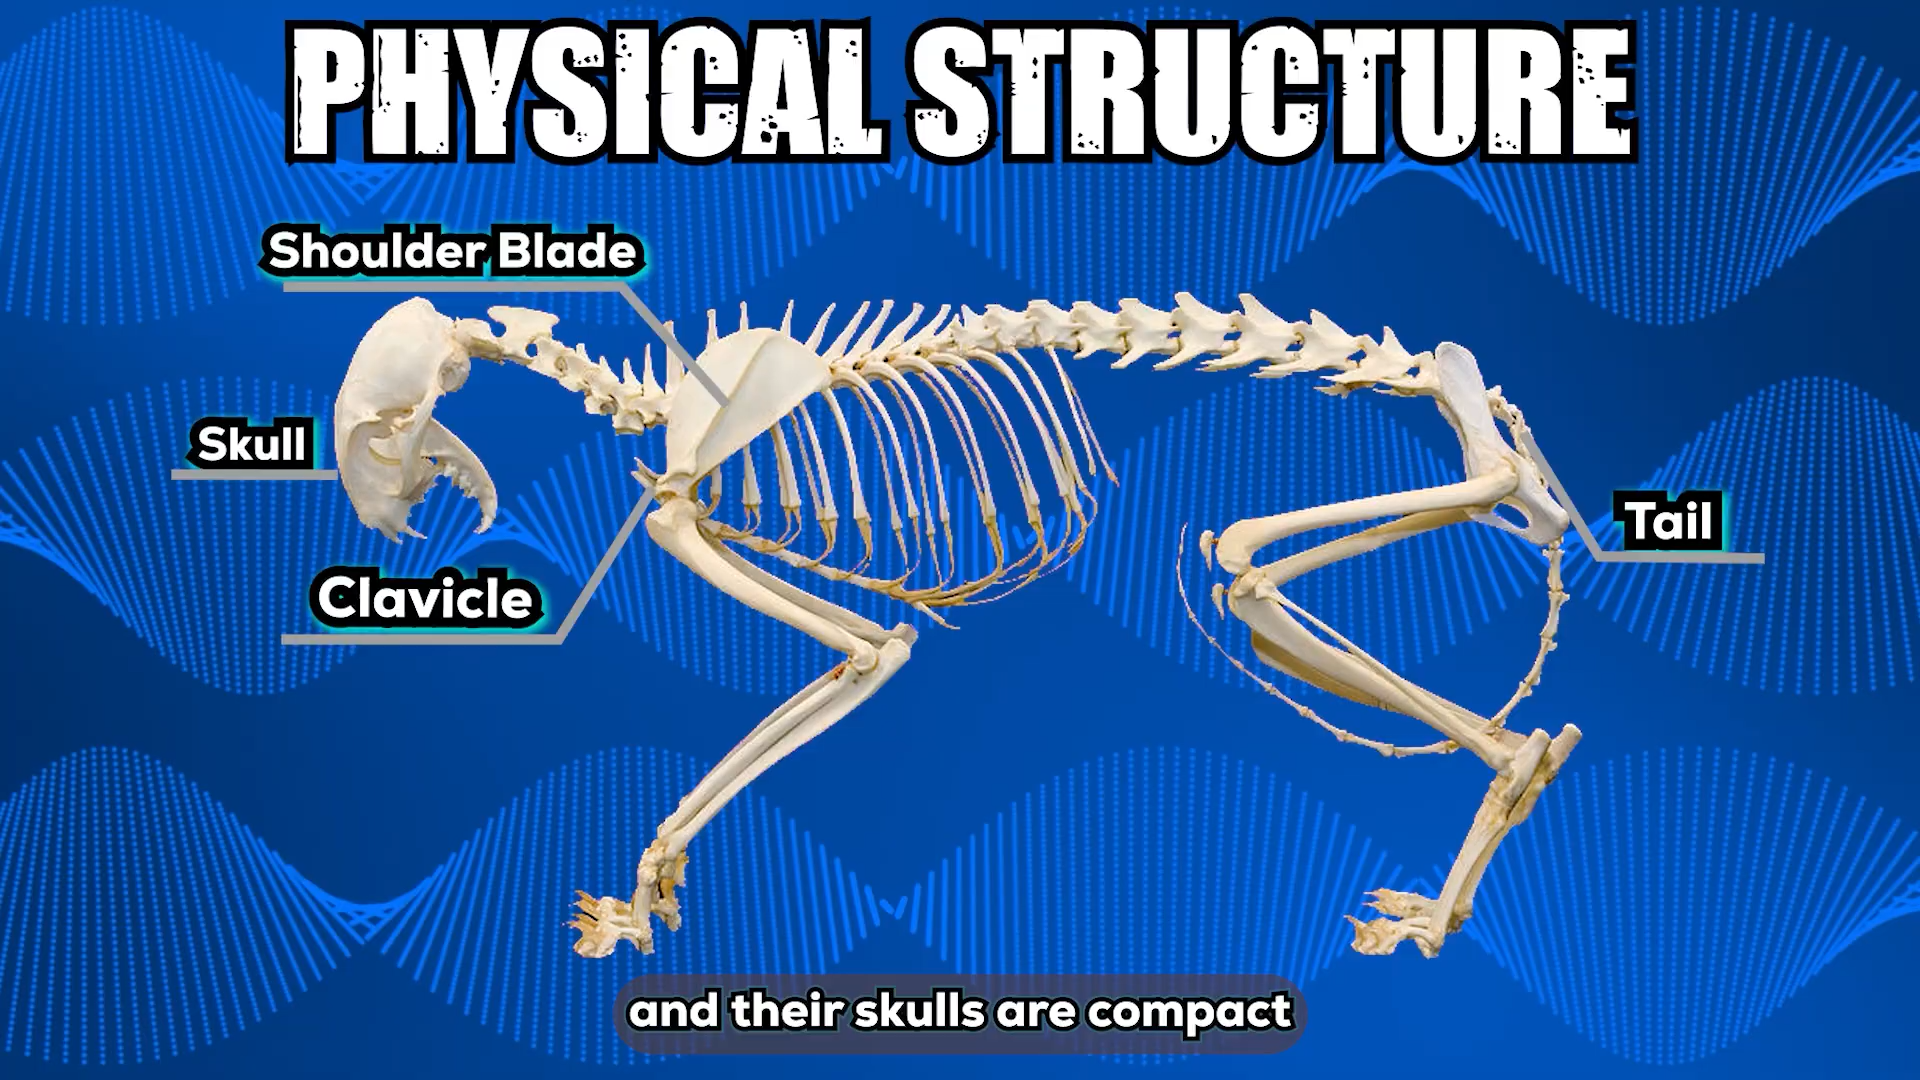 PHYSICAL STRUCTURE
Shoulder Blade
Skull
Tail
Clavicle
and their skulls are compact